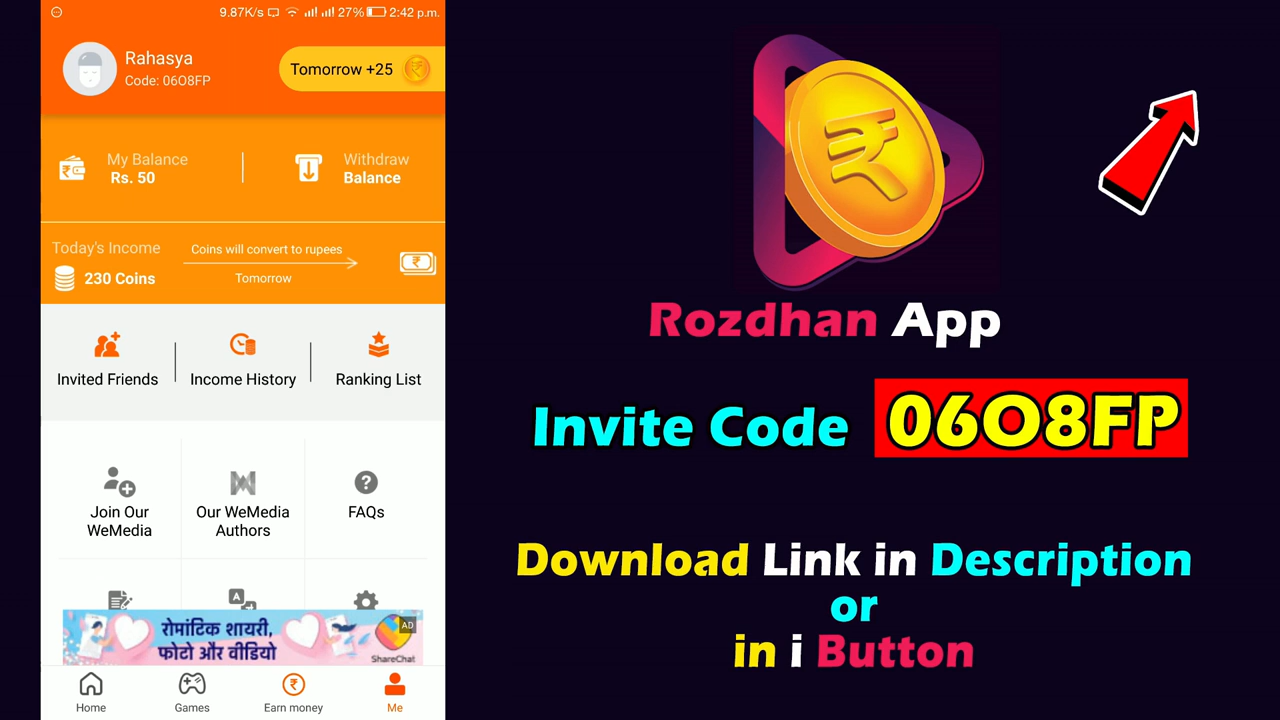 9.87K/s 27% 2:42 p.m.
Rahasya
Code: 06O8FP
Tomorrow +25
My Balance
Rs. 50
Withdraw
Balance
Today's Income
230 Coins
Coins will convert to rupees
Tomorrow
Invited Friends
Income History
Ranking List
Join Our
WeMedia
Our WeMedia
Authors
FAQs
रोमांटिक शायरी,
फोटो और वीडियो
AD
ShareChat
Home
Games
Earn money
Me
Rozdhan App
Invite Code 06O8FP
Download Link in Description
or
in i Button